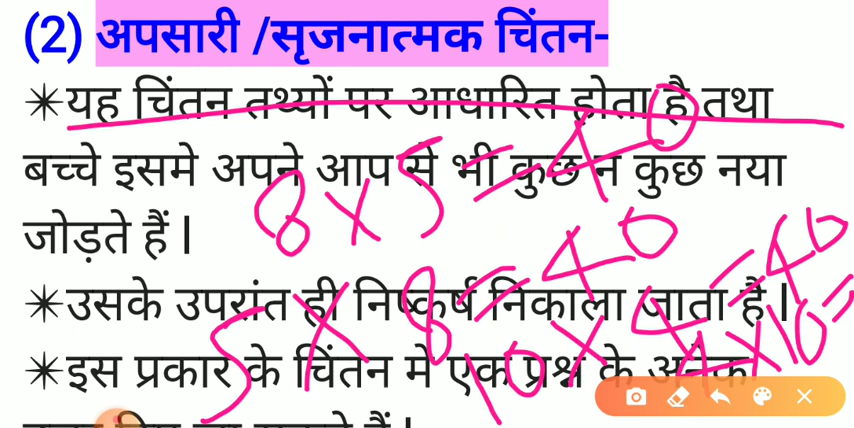 (2) अपसारी /सृजनात्मक चिंतन-
✴यह चिंतन तथ्यों पर आधारित होता है तथा
बच्चे इसमे अपने आप से भी कुछ न कुछ नया
जोड़ते हैं।
8 x 5 = 40
✴उसके उपरांत ही निष्कर्ष निकाला जाता है।
5 x 8 = 40
✴इस प्रकार के चिंतन मे एक प्रश्न के अनेक
10 x 4 = 40
4 x 10 =